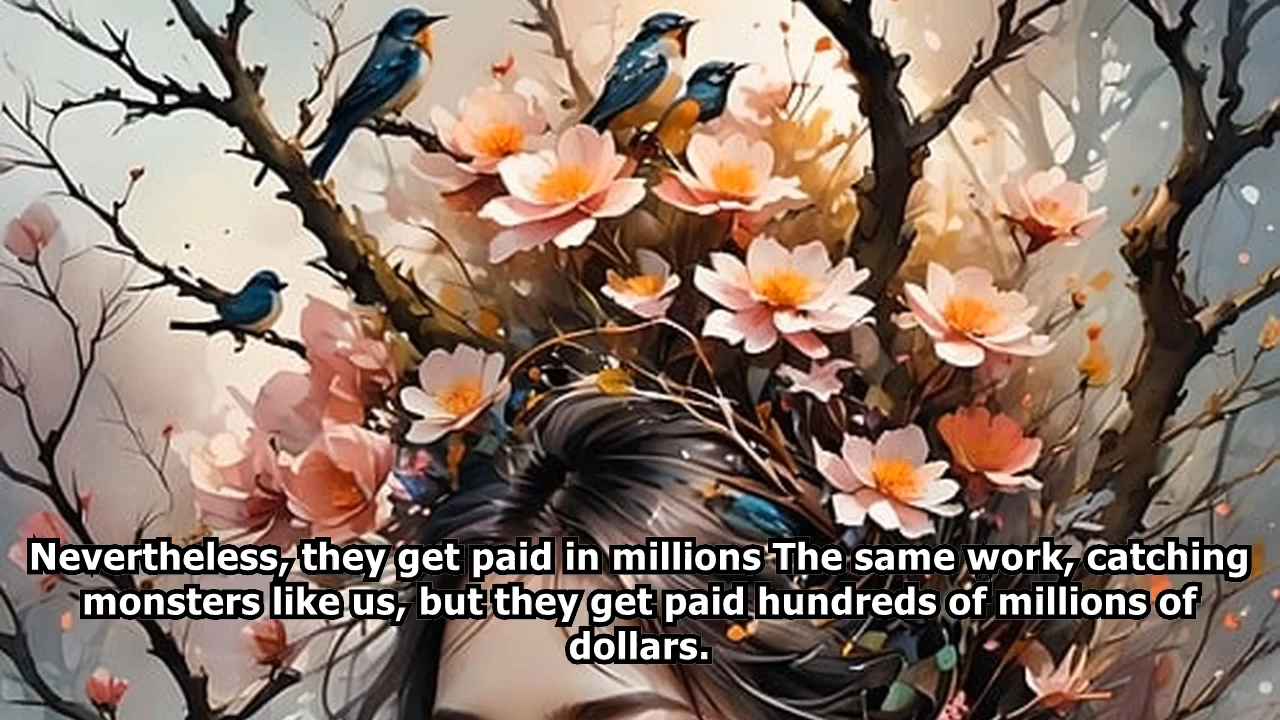 Nevertheless, they get paid in millions The same work, catching
monsters like us, but they get paid hundreds of millions of
dollars.